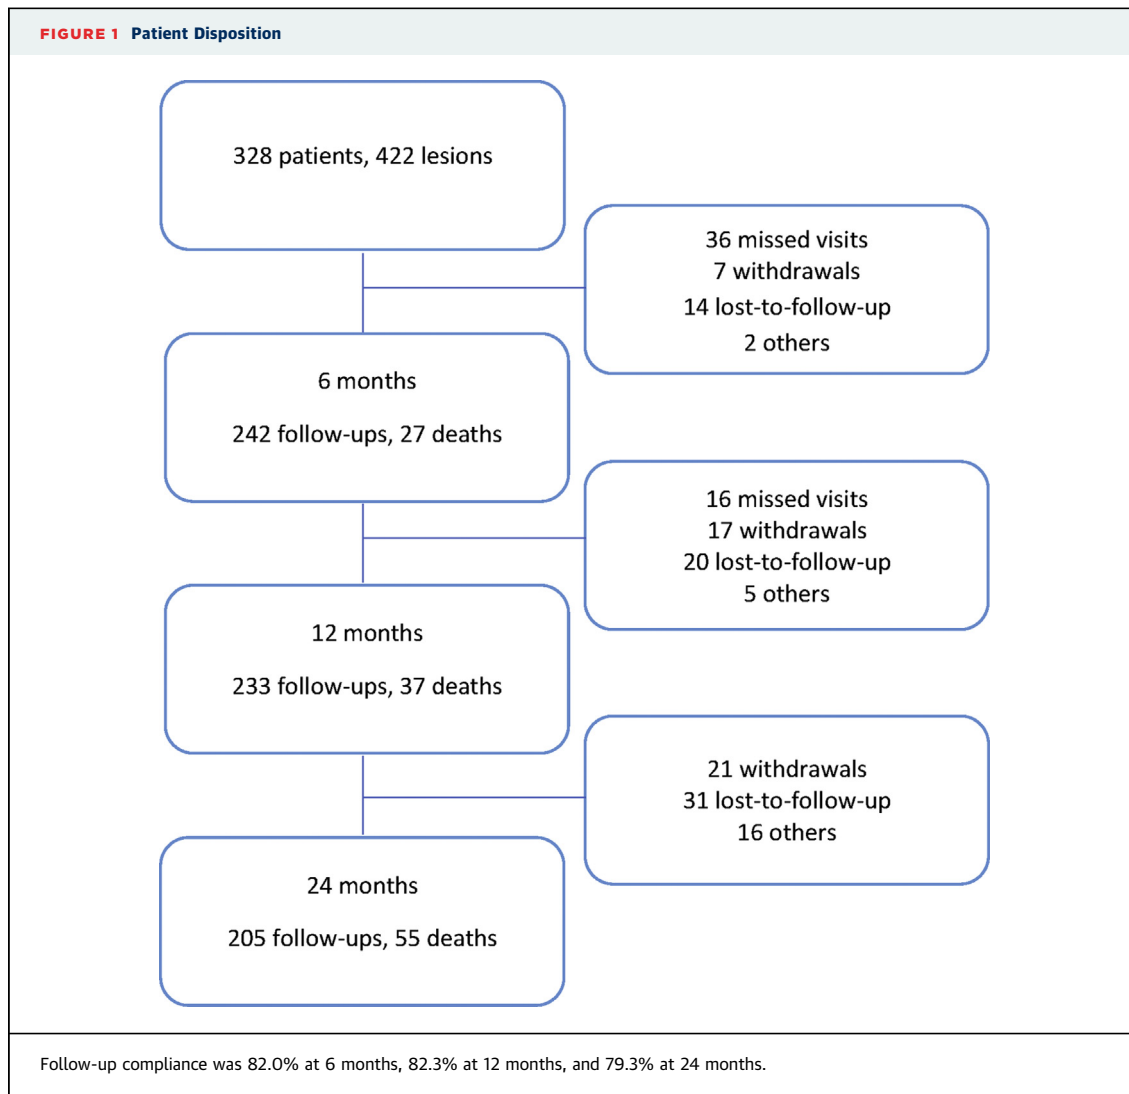 FIGURE 1 Patient Disposition
328 patients, 422 lesions
36 missed visits
7 withdrawals
14 lost-to-follow-up
2 others
6 months
242 follow-ups, 27 deaths
16 missed visits
17 withdrawals
20 lost-to-follow-up
5 others
12 months
233 follow-ups, 37 deaths
21 withdrawals
31 lost-to-follow-up
16 others
24 months
205 follow-ups, 55 deaths
Follow-up compliance was 82.0% at 6 months, 82.3% at 12 months, and 79.3% at 24 months.